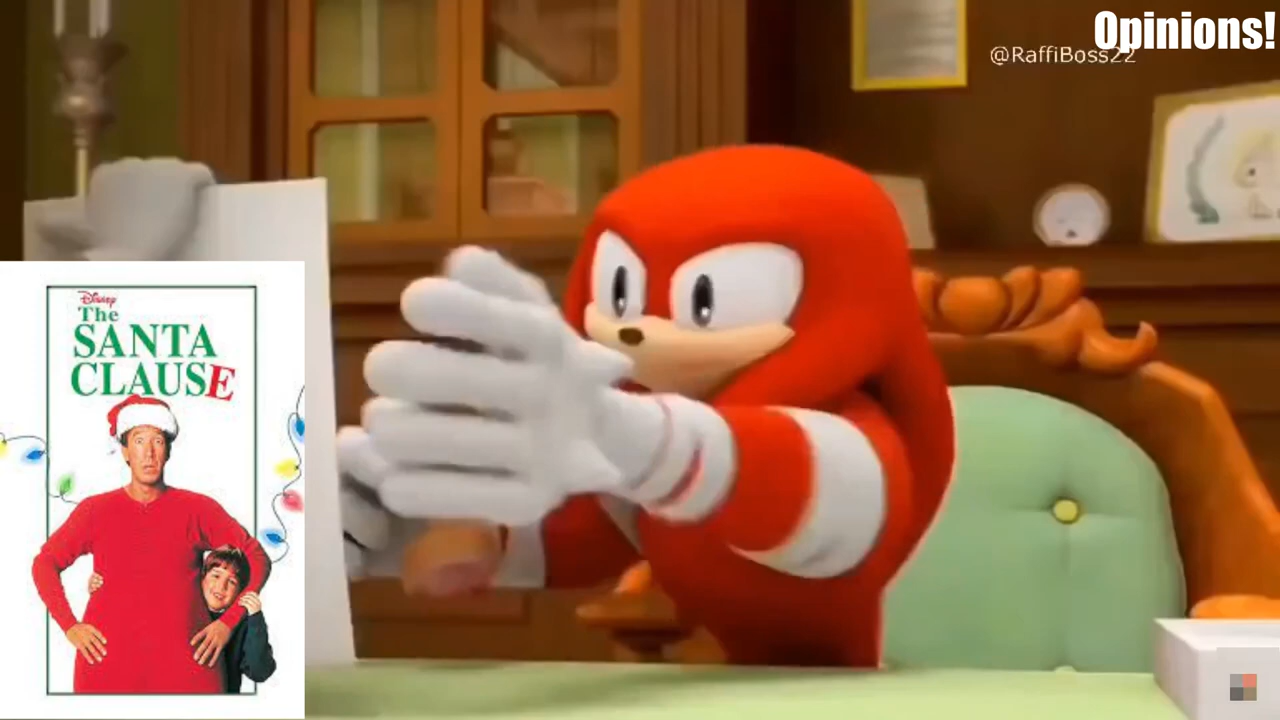 Opinions!
@RaffiBoss22
Disney
The
SANTA
CLAUSE